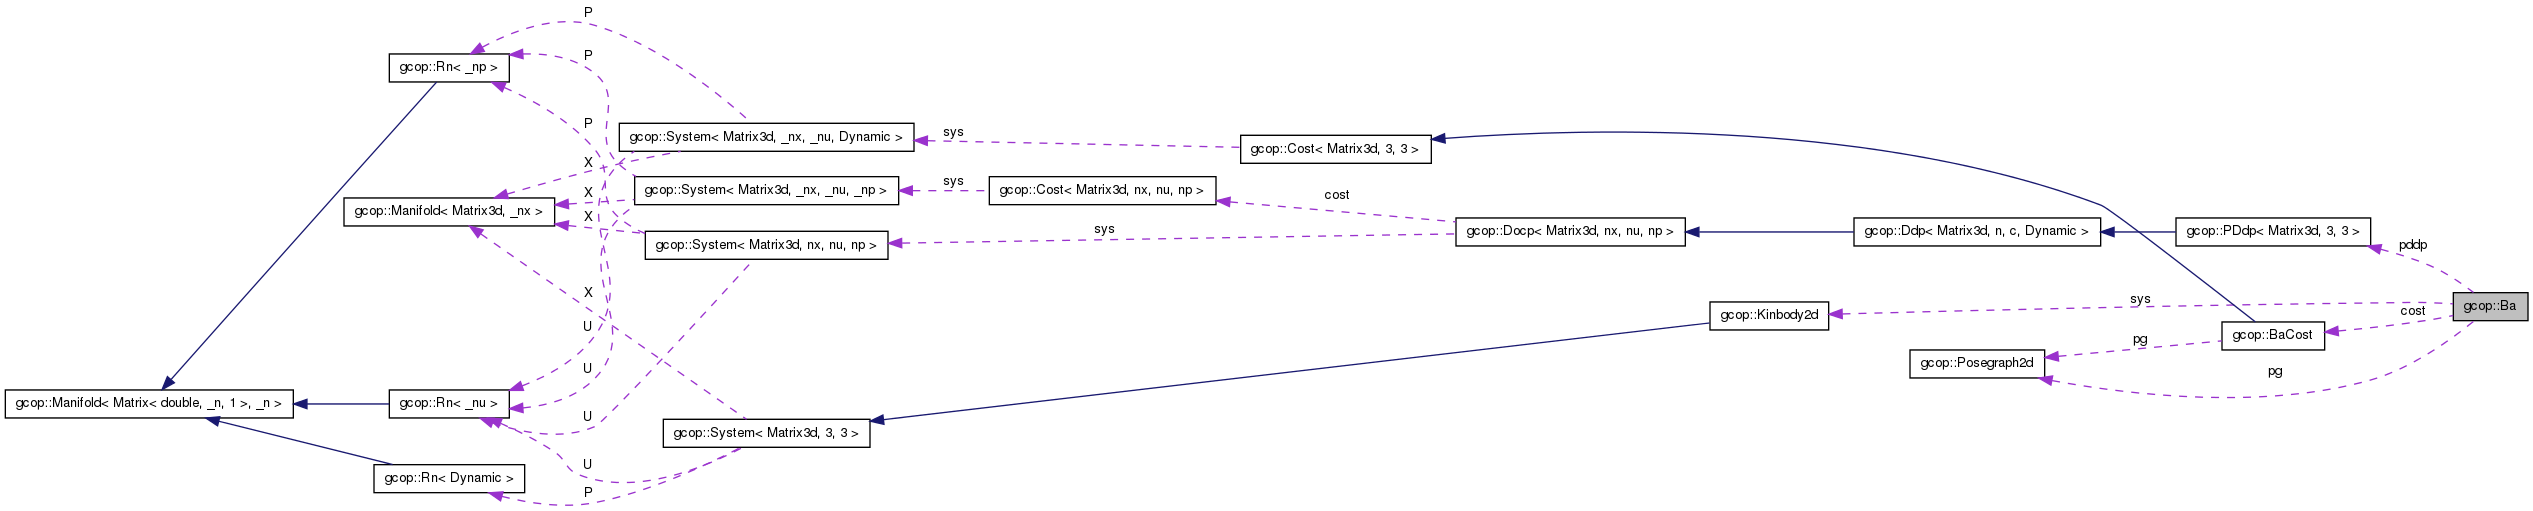 P
P
gcop::Rn< _np >
P
gcop::System< Matrix3d, _nx, _nu, Dynamic >
sys
gcop::Cost< Matrix3d, 3, 3 >
X
gcop::System< Matrix3d, _nx, _nu, _np >
sys
gcop::Cost< Matrix3d, nx, nu, np >
cost
X
gcop::Manifold< Matrix3d, _nx >
X
gcop::System< Matrix3d, nx, nu, np >
sys
gcop::Docp< Matrix3d, nx, nu, np >
gcop::Ddp< Matrix3d, n, c, Dynamic >
gcop::PDdp< Matrix3d, 3, 3 >
pddp
X
sys
gcop::Ba
gcop::Kinbody2d
cost
U
gcop::BaCost
pg
gcop::Posegraph2d
pg
U
gcop::Manifold< Matrix< double, _n, 1 >, _n >
gcop::Rn< _nu >
U
gcop::System< Matrix3d, 3, 3 >
U
gcop::Rn< Dynamic >
P